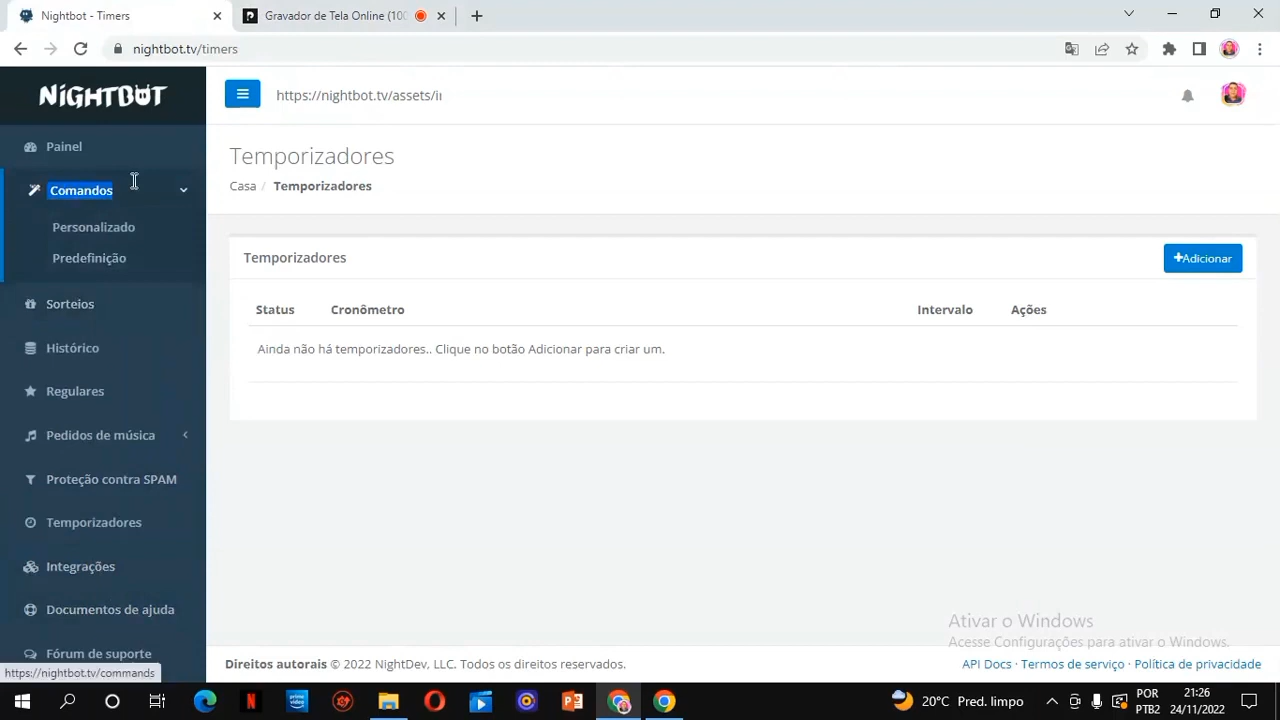 Nightbot - Timers
Gravador de Tela Online (100
nightbot.tv/timers
NiGHTBOT
https://nightbot.tv/assets/i
Painel
Comandos
Personalizado
Predefinição
Sorteios
Histórico
Regulares
Pedidos de música
Proteção contra SPAM
Temporizadores
Integrações
Documentos de ajuda
Fórum de suporte
https://nightbot.tv/commands
Temporizadores
Casa / Temporizadores
Temporizadores
+Adicionar
Status Cronômetro Intervalo Ações
Ainda não há temporizadores.. Clique no botão Adicionar para criar um.
Ativar o Windows
Acesse Configurações para ativar o Windows.
Direitos autorais © 2022 NightDev, LLC. Todos os direitos reservados.
API Docs · Termos de serviço · Política de privacidade
20°C Pred. limpo
POR
PTB2
21:26
24/11/2022